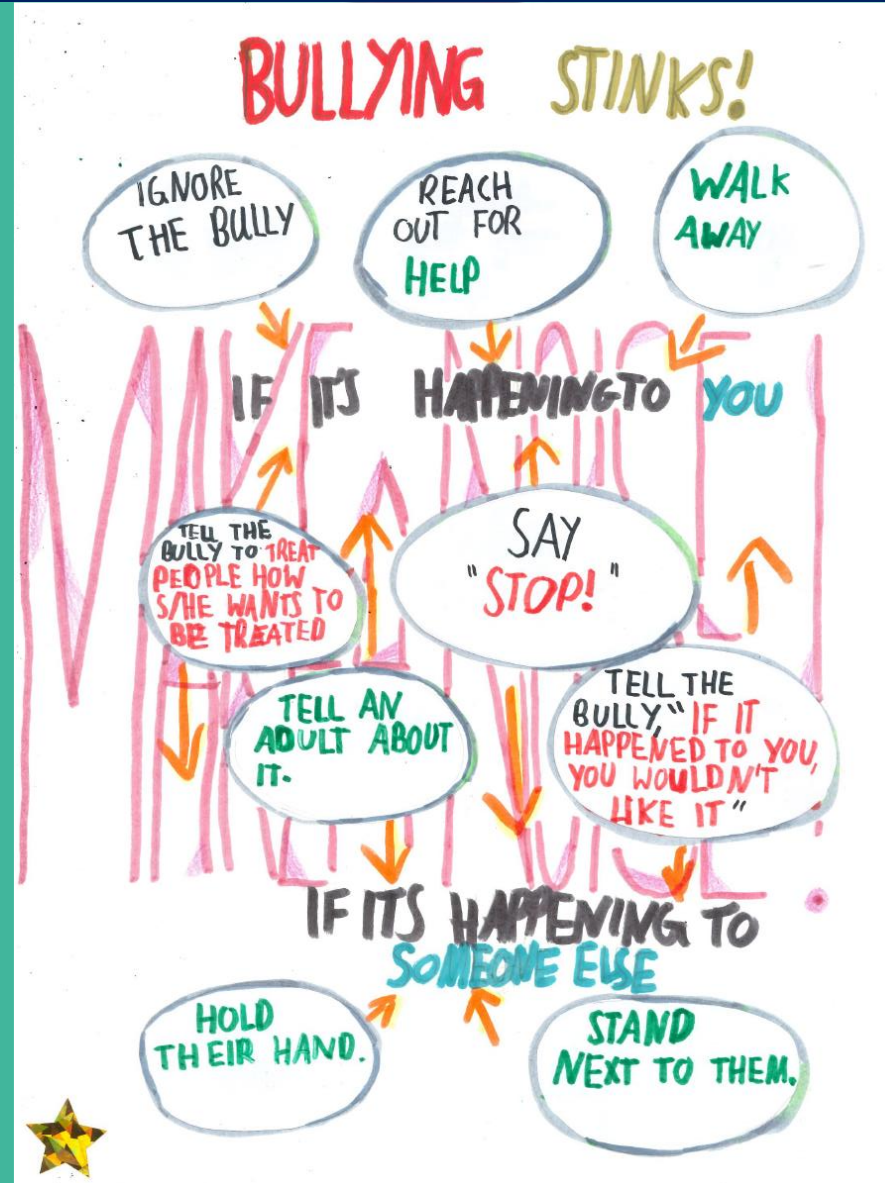 BULLYING STINKS!
IGNORE
THE BULLY
REACH
OUT FOR
HELP
WALK
AWAY
MAKE A NOISE!
IF IT'S HAPPENING TO YOU
TELL THE
BULLY TO TREAT
PEOPLE HOW
S/HE WANTS TO
BE TREATED
SAY
"STOP!"
TELL AN
ADULT ABOUT
IT.
TELL THE
BULLY, "IF IT
HAPPENED TO YOU,
YOU WOULDN'T
LIKE IT"
IF ITS HAPPENING TO
SOMEONE ELSE
HOLD
THEIR HAND.
STAND
NEXT TO THEM.